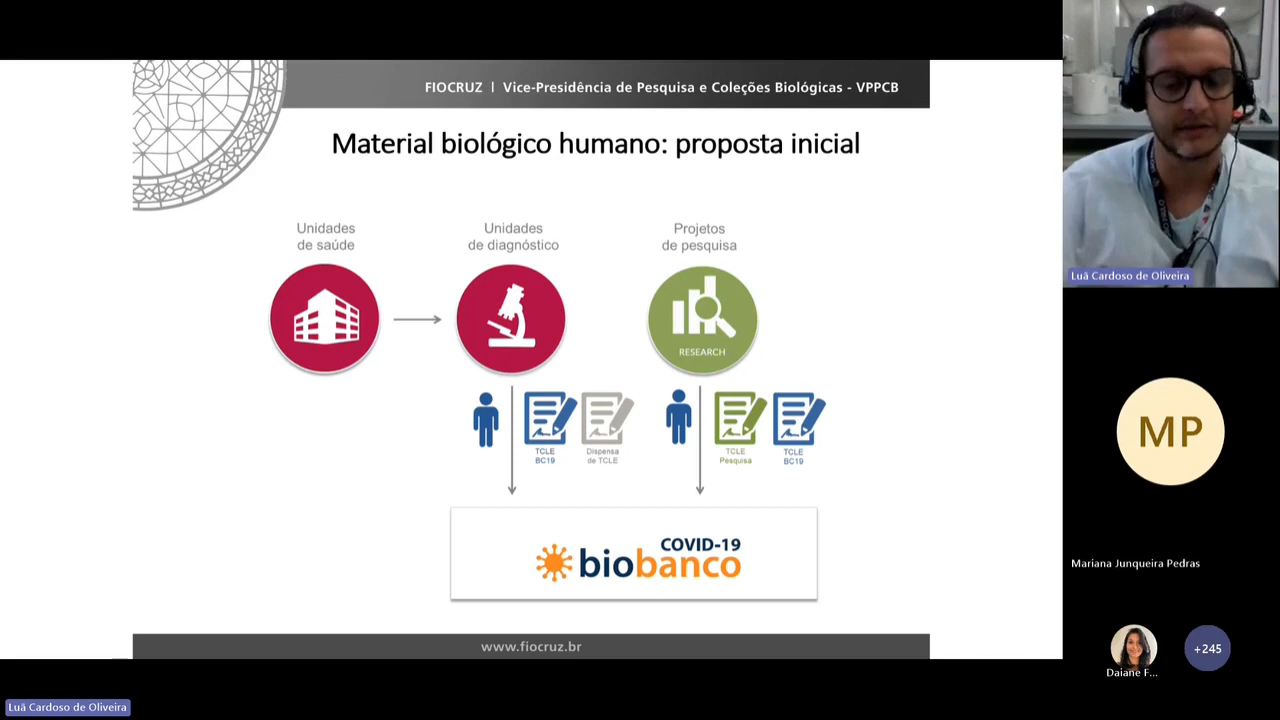 FIOCRUZ | Vice-Presidência de Pesquisa e Coleções Biológicas - VPPCB
Material biológico humano: proposta inicial
Unidades
de saúde
Unidades
de diagnóstico
Projetos
de pesquisa
RESEARCH
TCLE
BC19
Dispensa
de TCLE
TCLE
Pesquisa
TCLE
BC19
COVID-19
biobanco
www.fiocruz.br
Luã Cardoso de Oliveira
MP
Mariana Junqueira Pedras
+245
Daiane F...
Luã Cardoso de Oliveira